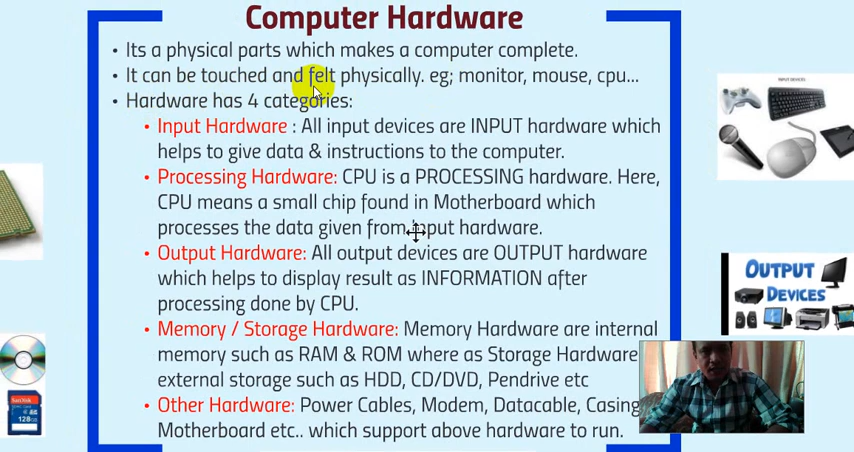 Computer Hardware
• Its a physical parts which makes a computer complete.
• It can be touched and felt physically. eg; monitor, mouse, cpu...
• Hardware has 4 categories:
• Input Hardware : All input devices are INPUT hardware which
helps to give data & instructions to the computer.
• Processing Hardware: CPU is a PROCESSING hardware. Here,
CPU means a small chip found in Motherboard which
processes the data given from input hardware.
• Output Hardware: All output devices are OUTPUT hardware
which helps to display result as INFORMATION after
processing done by CPU.
• Memory / Storage Hardware: Memory Hardware are internal
memory such as RAM & ROM where as Storage Hardware
external storage such as HDD, CD/DVD, Pendrive etc
• Other Hardware: Power Cables, Modem, Datacable, Casing
Motherboard etc.. which support above hardware to run.
INPUT DEVICES
OUTPUT
DEVICES
SanDisk
128GB